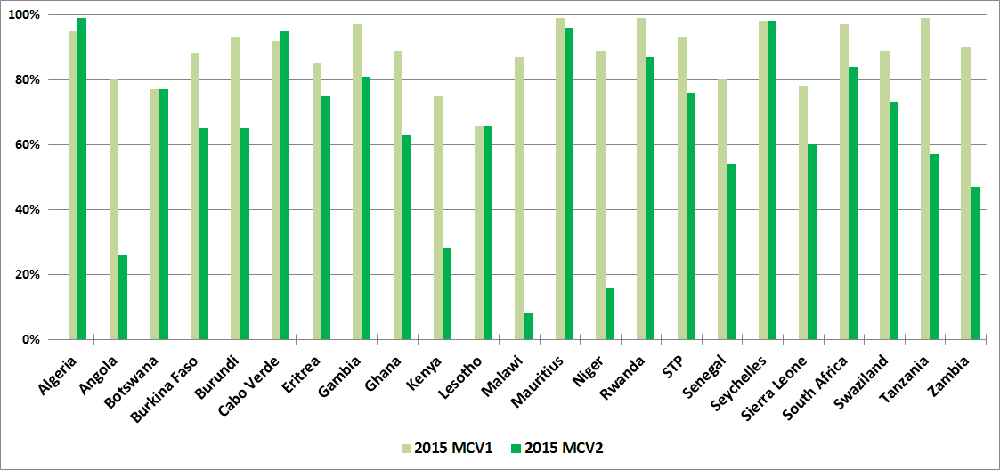 100%
80%
60%
40%
20%
0%
Algeria
Angola
Botswana
Burkina Faso
Burundi
Cabo Verde
Eritrea
Gambia
Ghana
Kenya
Lesotho
Malawi
Mauritius
Niger
Rwanda
STP
Senegal
Seychelles
Sierra Leone
South Africa
Swaziland
Tanzania
Zambia
2015 MCV1 2015 MCV2